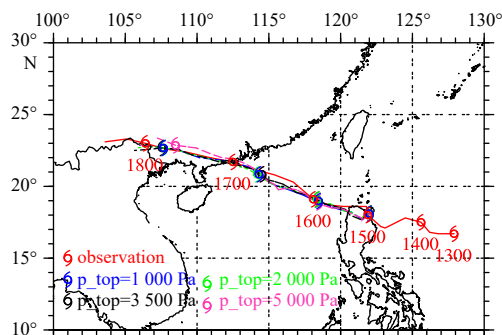 100° 105° 110° 115° 120° 125° 130°
30°
N
25°
20°
15°
10°
1800
1700
1600
1500
1400
1300
observation
p_top=1 000 Pa
p_top=2 000 Pa
p_top=3 500 Pa
p_top=5 000 Pa